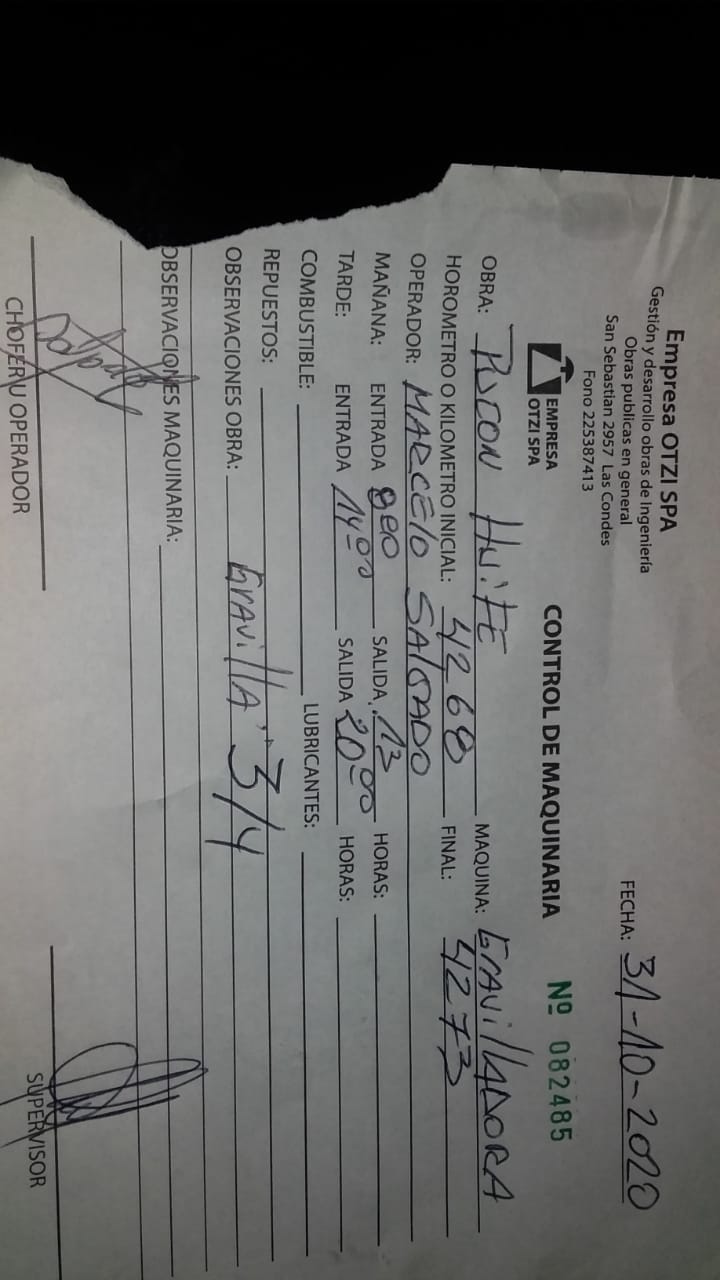 Empresa OTZI SPA
Gestión y desarrollo obras de Ingeniería
Obras publicas en general
San Sebastian 2957 Las Condes
Fono 225387413
FECHA: 31-10-2020
EMPRESA
OTZI SPA
CONTROL DE MAQUINARIA Nº 082485
OBRA: PUCON HuiFE MAQUINA: GRAVillADORA
HOROMETRO O KILOMETRO INICIAL: 4268 FINAL: 4273
OPERADOR: MARCElO SALGADO
MAÑANA: ENTRADA 800 SALIDA 13 00 HORAS:
TARDE: ENTRADA 14 00 SALIDA 20 00 HORAS:
COMBUSTIBLE: LUBRICANTES:
REPUESTOS:
OBSERVACIONES OBRA: GRAVillA 3/4
OBSERVACIONES MAQUINARIA:
CHOFER U OPERADOR SUPERVISOR